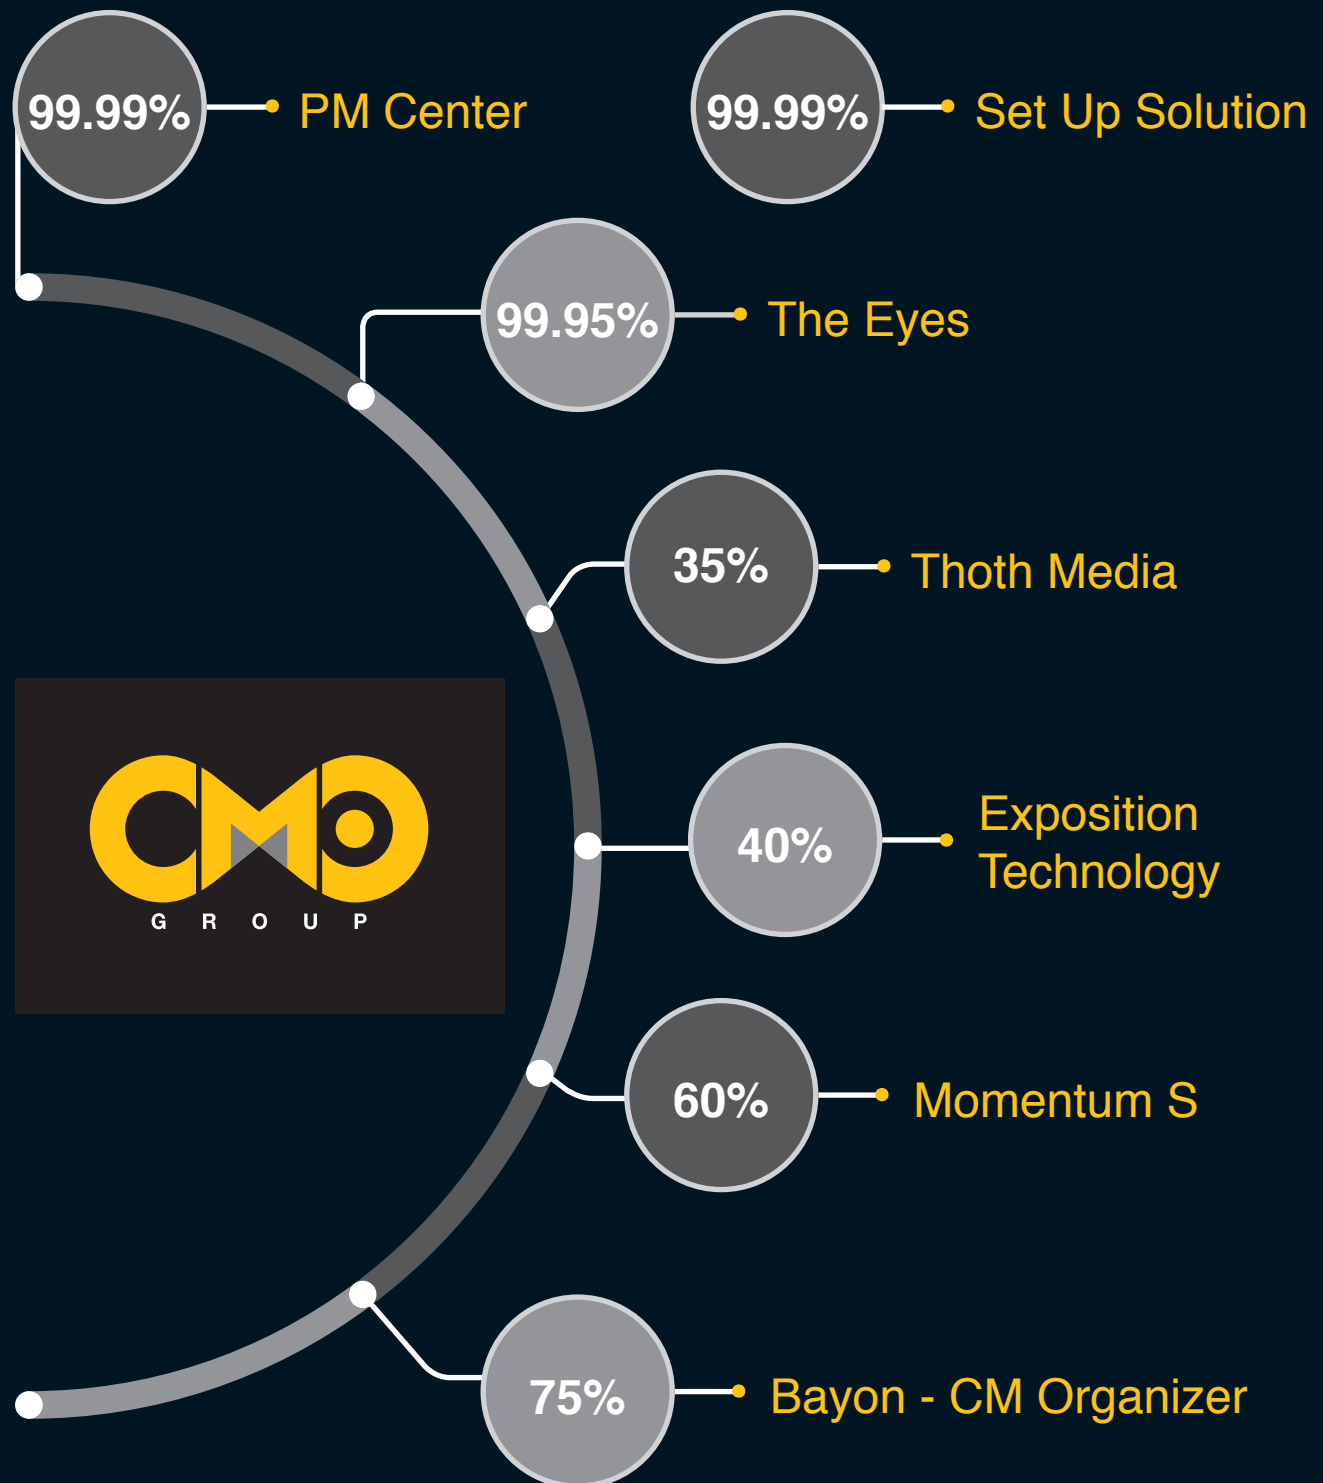 99.99%
PM Center
99.99%
Set Up Solution
99.95%
The Eyes
35%
Thoth Media
40%
Exposition
Technology
CMO
GROUP
60%
Momentum S
75%
Bayon - CM Organizer